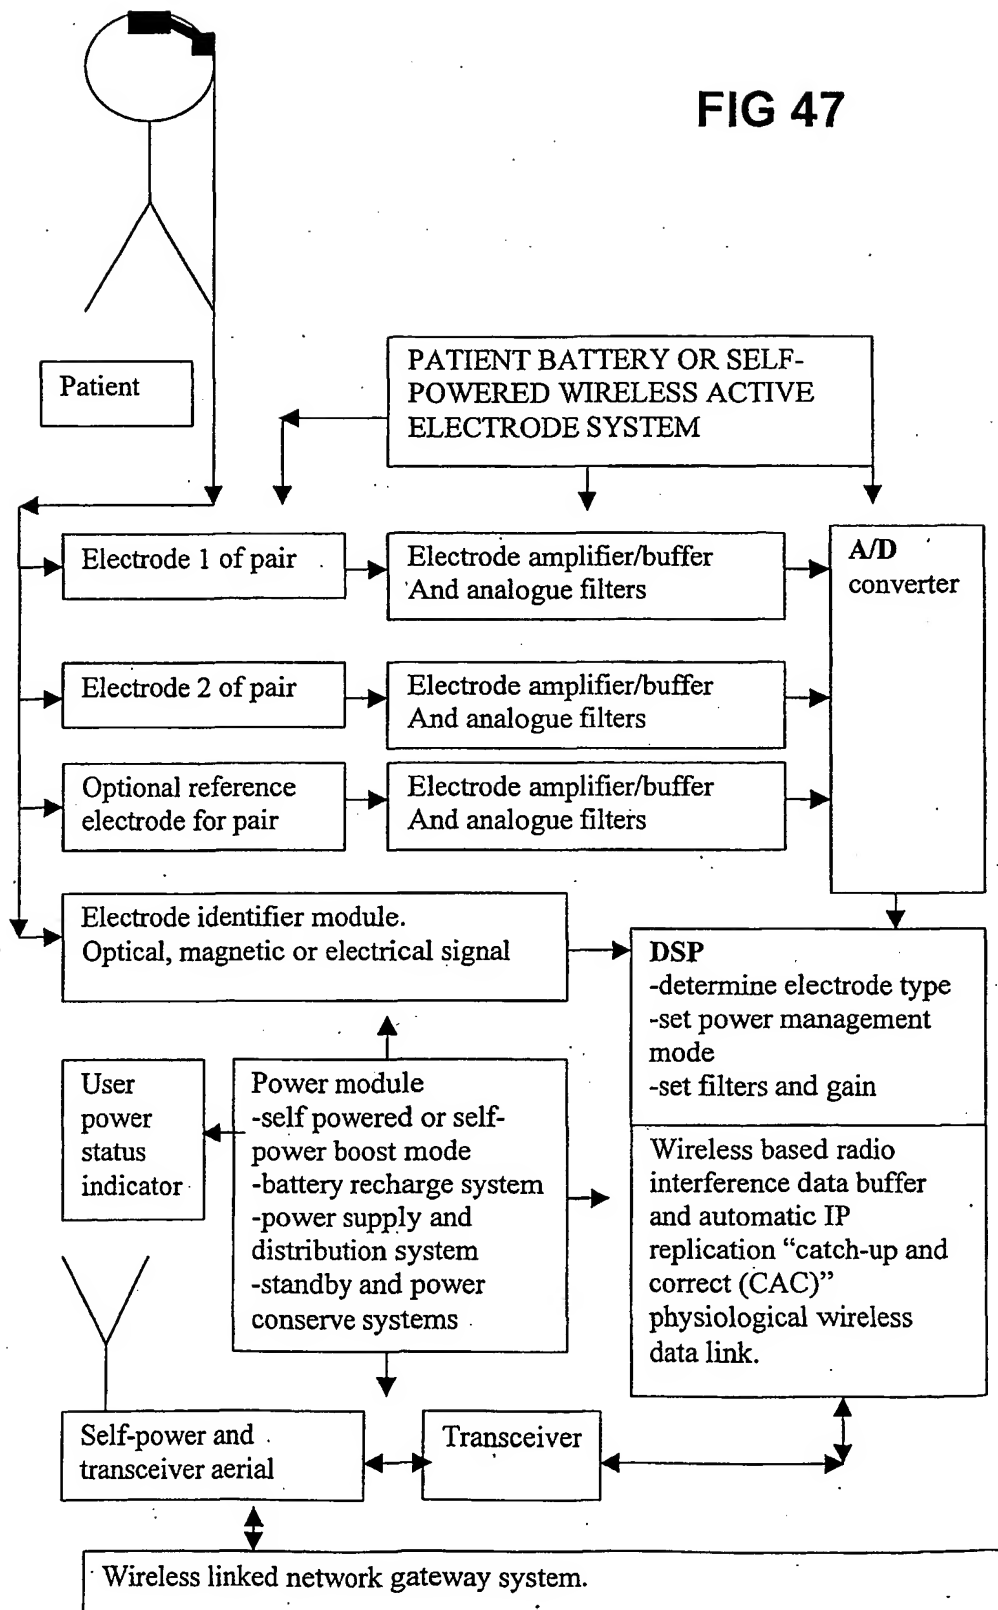 FIG 47
Patient
PATIENT BATTERY OR SELF-
POWERED WIRELESS ACTIVE
ELECTRODE SYSTEM
Electrode 1 of pair
Electrode amplifier/buffer
And analogue filters
A/D
converter
Electrode 2 of pair
Electrode amplifier/buffer
And analogue filters
Optional reference
electrode for pair
Electrode amplifier/buffer
And analogue filters
Electrode identifier module.
Optical, magnetic or electrical signal
DSP
-determine electrode type
-set power management
mode
-set filters and gain
User
power
status
indicator
Power module
-self powered or self-
power boost mode
-battery recharge system
-power supply and
distribution system
-standby and power
conserve systems
Wireless based radio
interference data buffer
and automatic IP
replication “catch-up and
correct (CAC)”
physiological wireless
data link.
Self-power and
transceiver aerial
Transceiver
Wireless linked network gateway system.